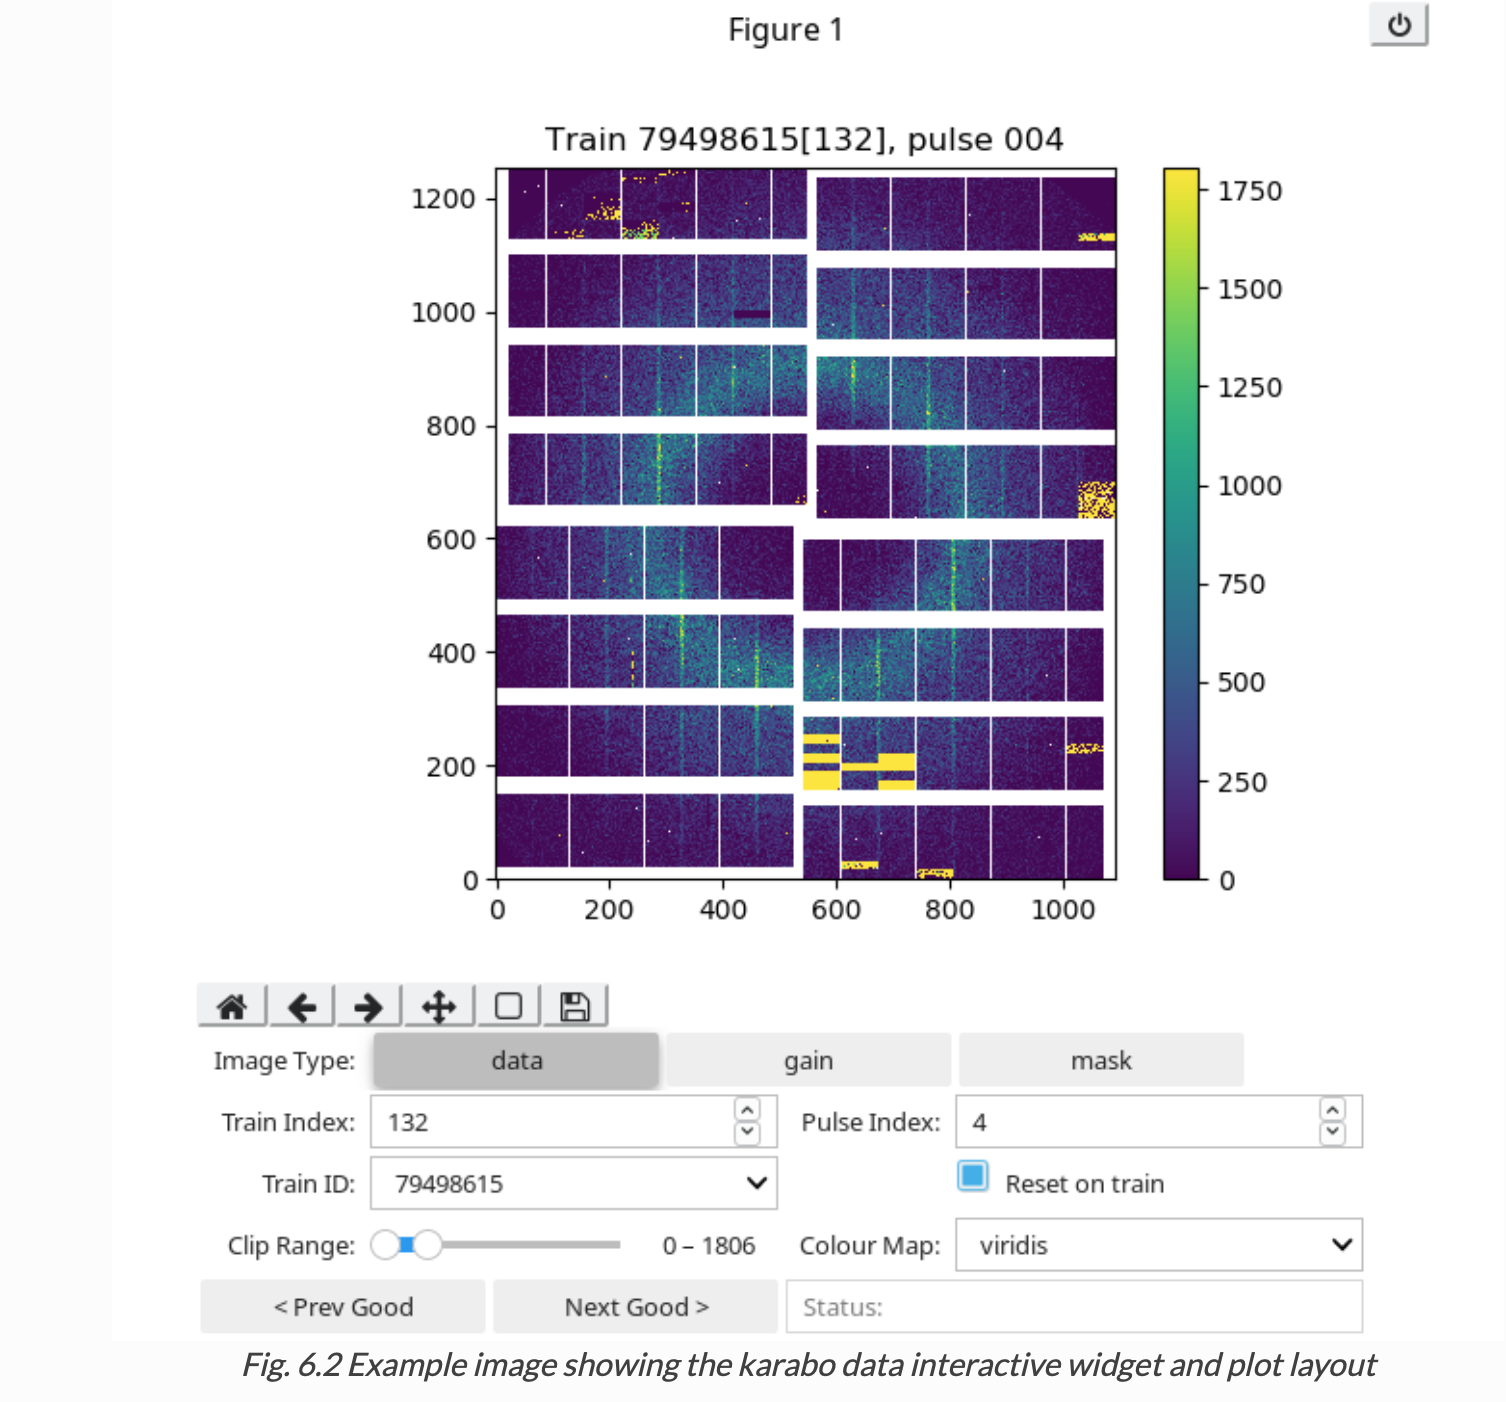 Figure 1
Train 79498615[132], pulse 004
1200
1000
800
600
400
200
0
0 200 400 600 800 1000
1750
1500
1250
1000
750
500
250
0
Image Type: data gain mask
Train Index: 132 Pulse Index: 4
Train ID: 79498615 Reset on train
Clip Range: 0 – 1806 Colour Map: viridis
< Prev Good Next Good > Status:
Fig. 6.2 Example image showing the karabo data interactive widget and plot layout